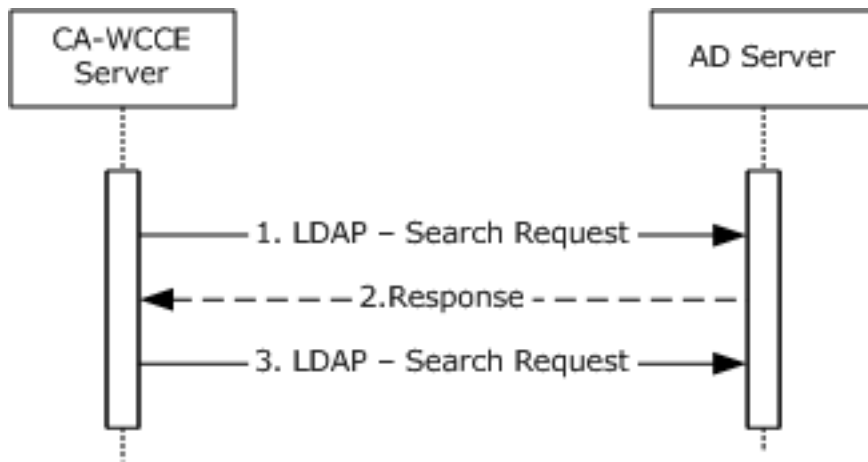 CA-WCCE
Server
AD Server
1. LDAP – Search Request
2.Response
3. LDAP – Search Request